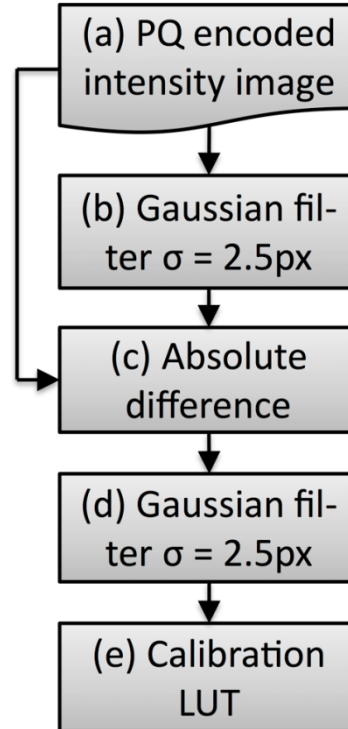 (a) PQ encoded
intensity image
(b) Gaussian fil-
ter σ = 2.5px
(c) Absolute
difference
(d) Gaussian fil-
ter σ = 2.5px
(e) Calibration
LUT